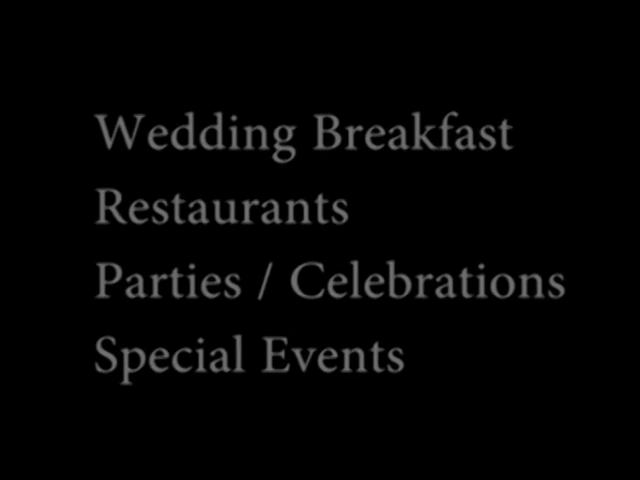 Wedding Breakfast
Restaurants
Parties / Celebrations
Special Events